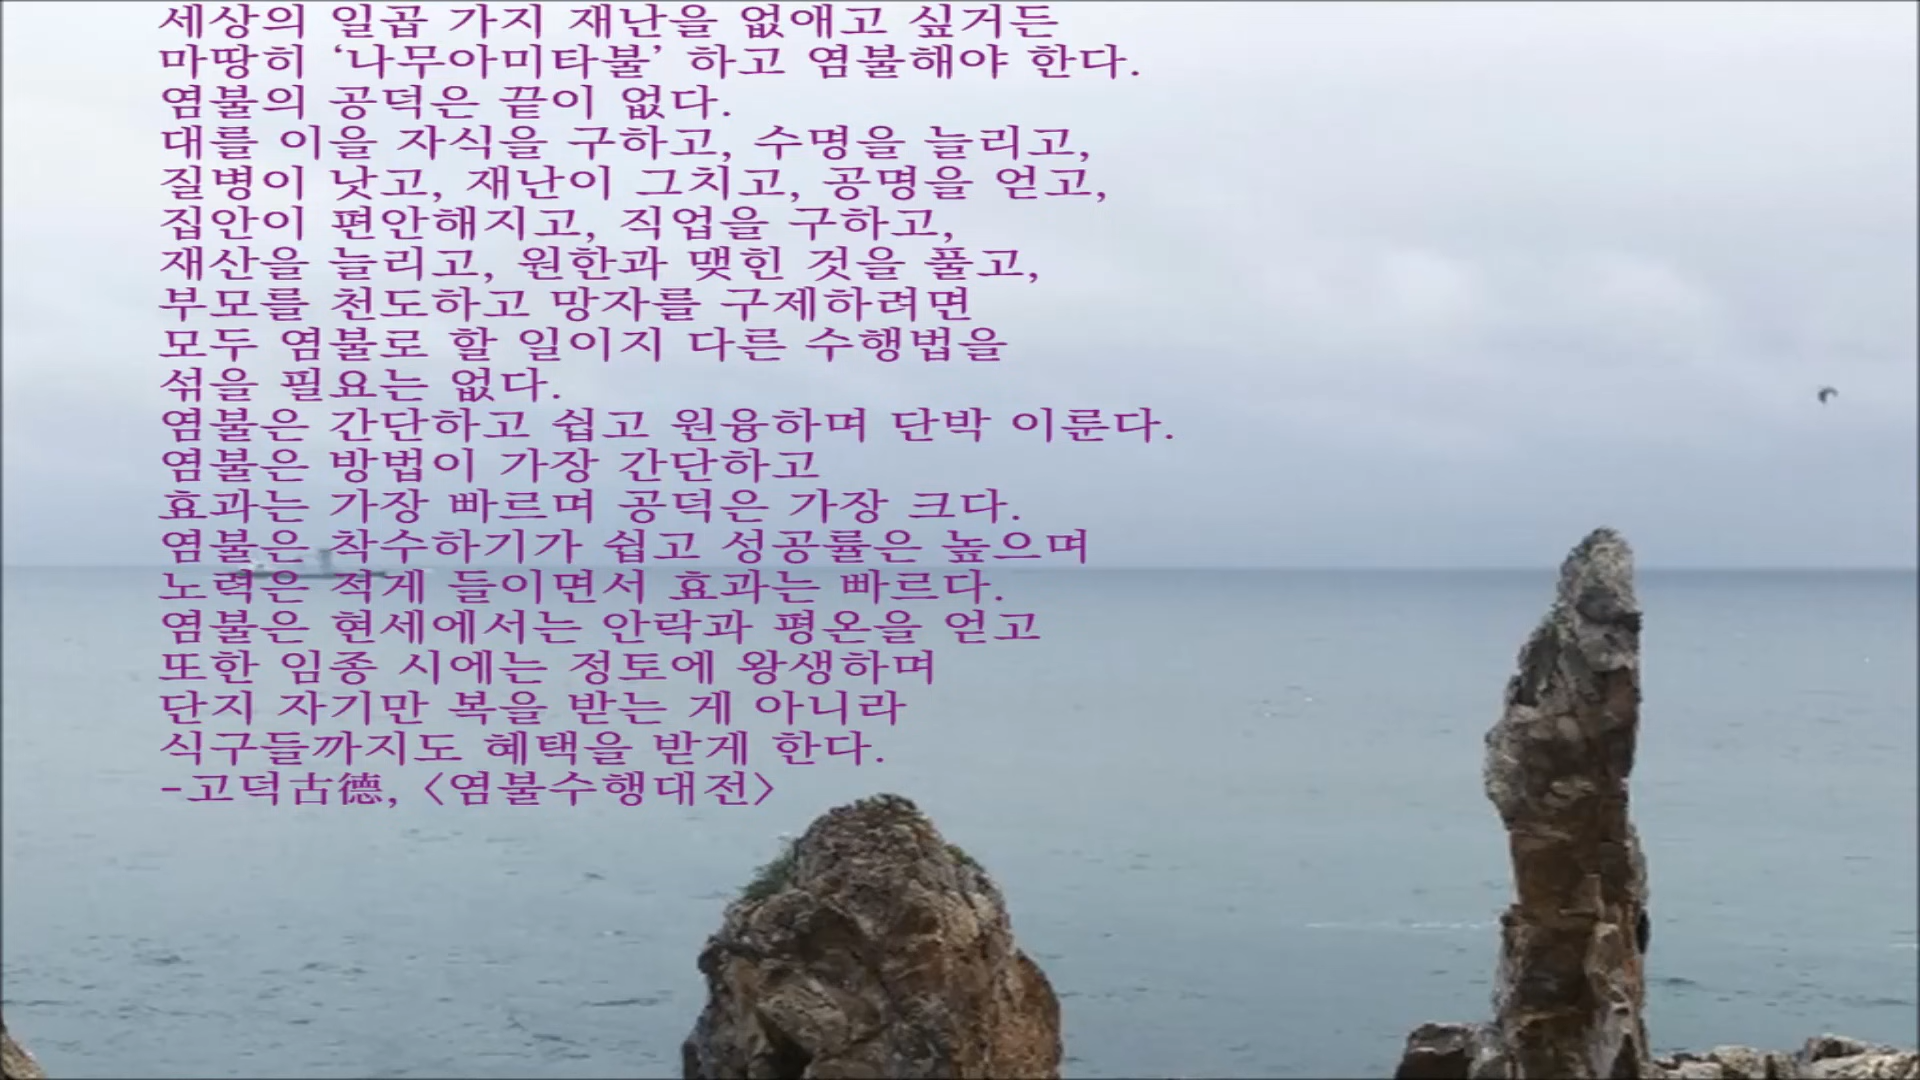 세상의 일곱 가지 재난을 없애고 싶거든
마땅히 ‘나무아미타불’ 하고 염불해야 한다.
염불의 공덕은 끝이 없다.
대를 이을 자식을 구하고, 수명을 늘리고,
질병이 낫고, 재난이 그치고, 공명을 얻고,
집안이 편안해지고, 직업을 구하고,
재산을 늘리고, 원한과 맺힌 것을 풀고,
부모를 천도하고 망자를 구제하려면
모두 염불로 할 일이지 다른 수행법을
섞을 필요는 없다.
염불은 간단하고 쉽고 원융하며 단박 이룬다.
염불은 방법이 가장 간단하고
효과는 가장 빠르며 공덕은 가장 크다.
염불은 착수하기가 쉽고 성공률은 높으며
노력은 적게 들이면서 효과는 빠르다.
염불은 현세에서는 안락과 평온을 얻고
또한 임종 시에는 정토에 왕생하며
단지 자기만 복을 받는 게 아니라
식구들까지도 혜택을 받게 한다.
-고덕古德, 〈염불수행대전〉